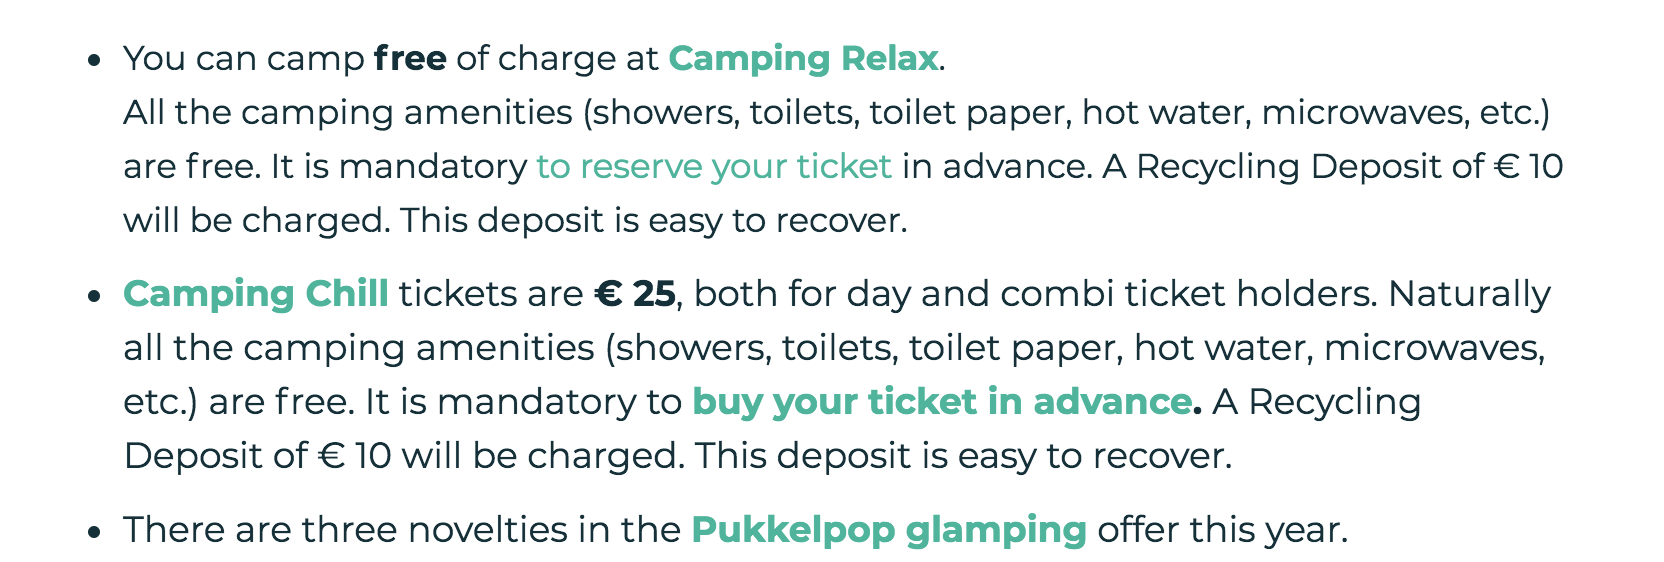 • You can camp free of charge at Camping Relax.
All the camping amenities (showers, toilets, toilet paper, hot water, microwaves, etc.)
are free. It is mandatory to reserve your ticket in advance. A Recycling Deposit of € 10
will be charged. This deposit is easy to recover.
• Camping Chill tickets are € 25, both for day and combi ticket holders. Naturally
all the camping amenities (showers, toilets, toilet paper, hot water, microwaves,
etc.) are free. It is mandatory to buy your ticket in advance. A Recycling
Deposit of € 10 will be charged. This deposit is easy to recover.
• There are three novelties in the Pukkelpop glamping offer this year.